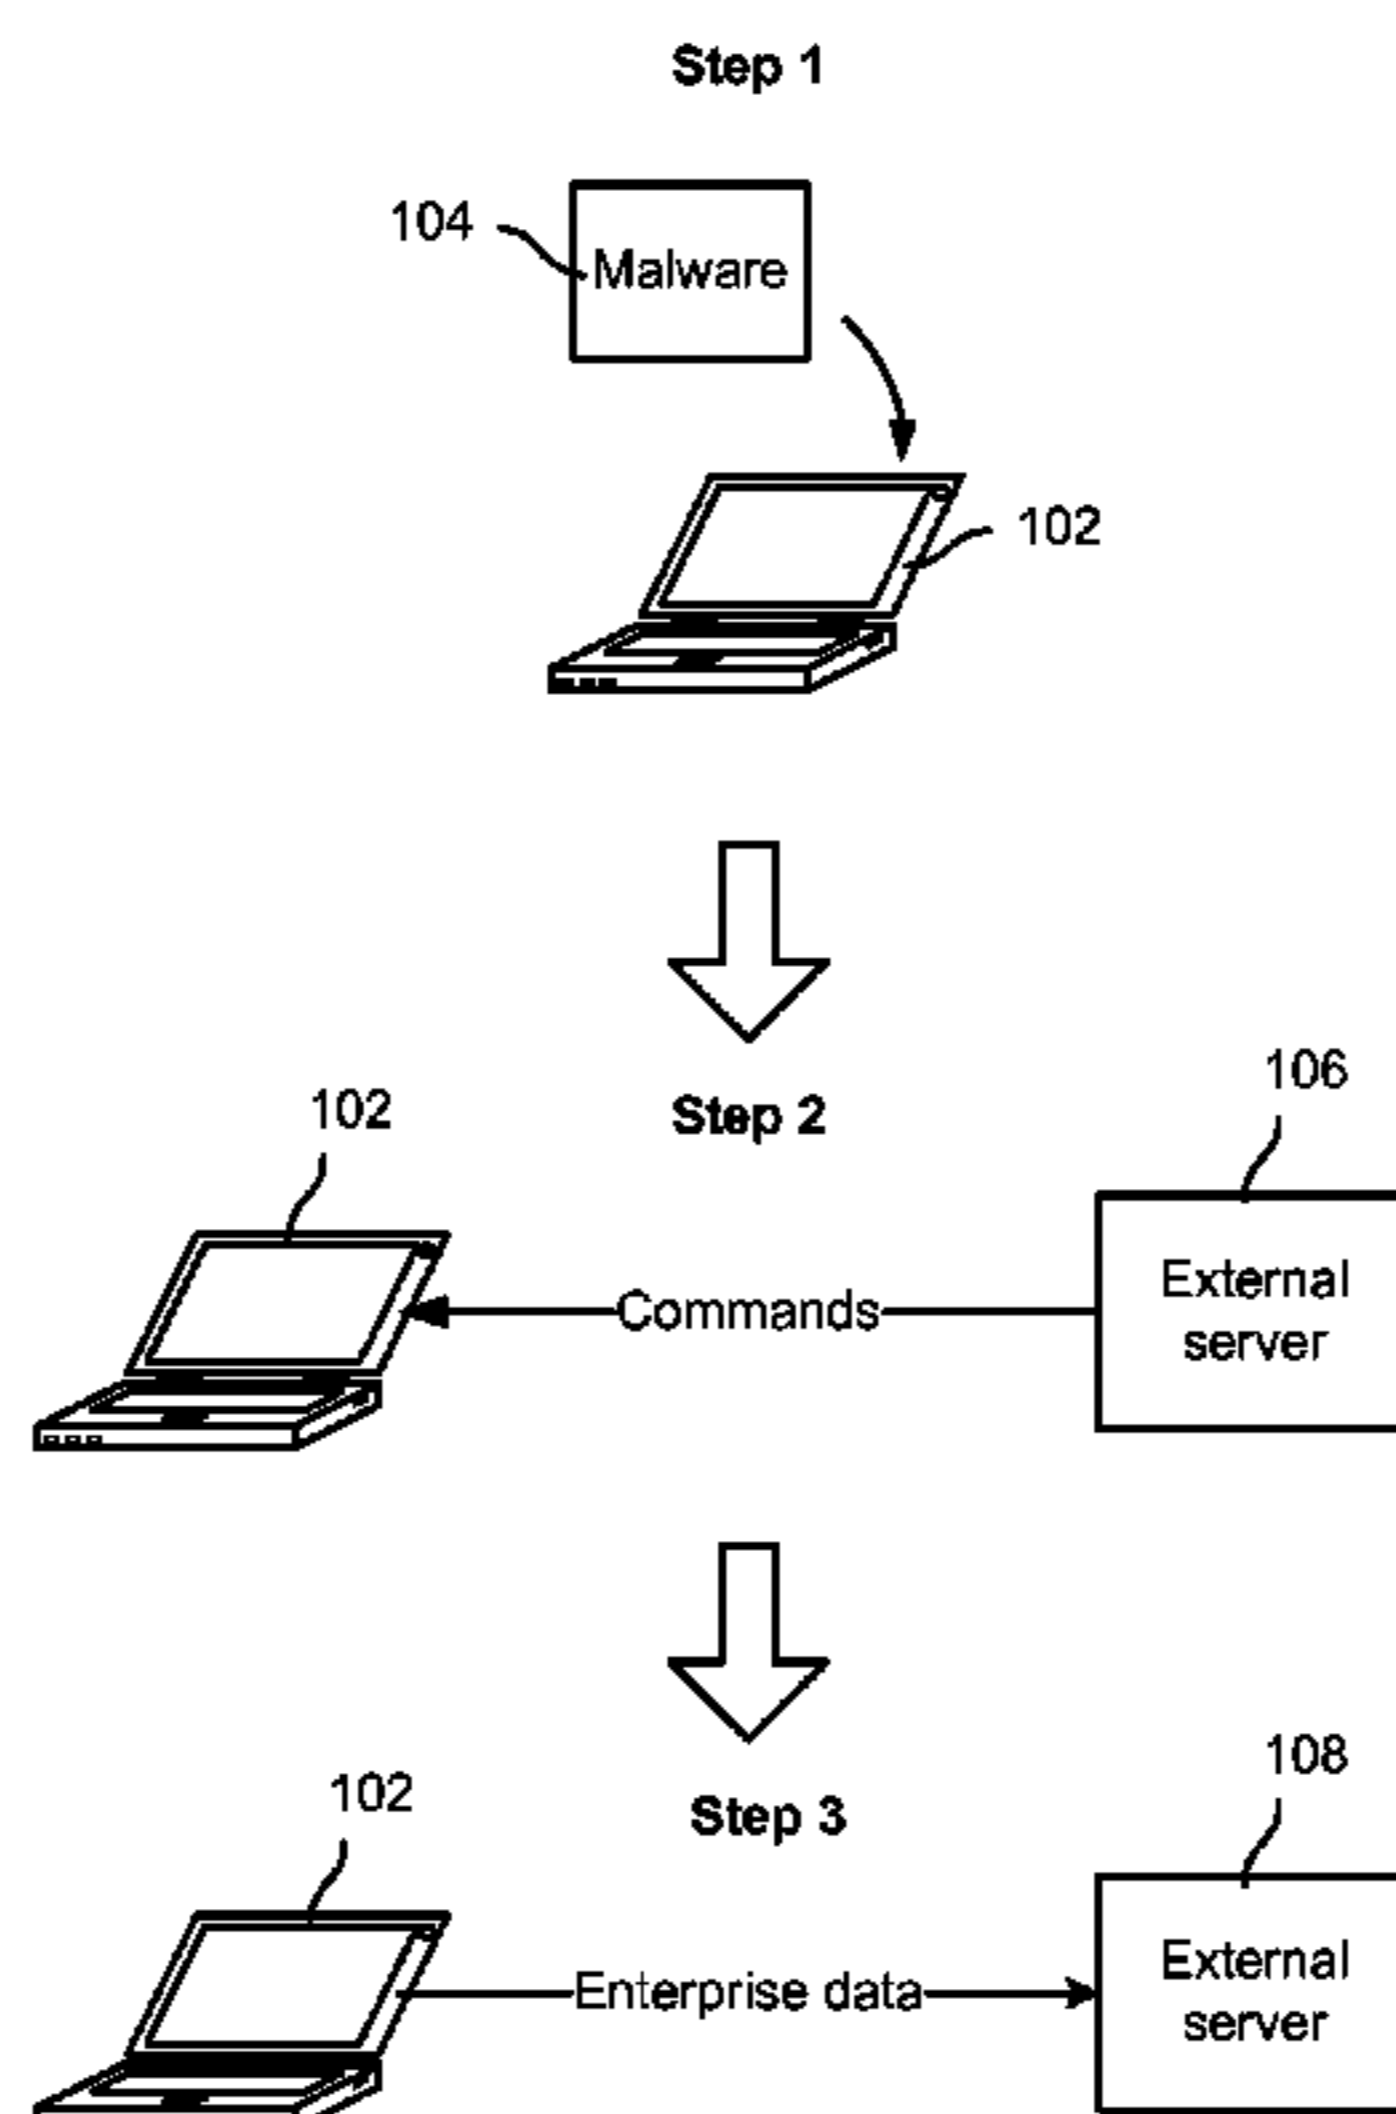 Step 1
104
Malware
102
106
102
Step 2
External
server
Commands
108
102
Step 3
External
server
Enterprise data